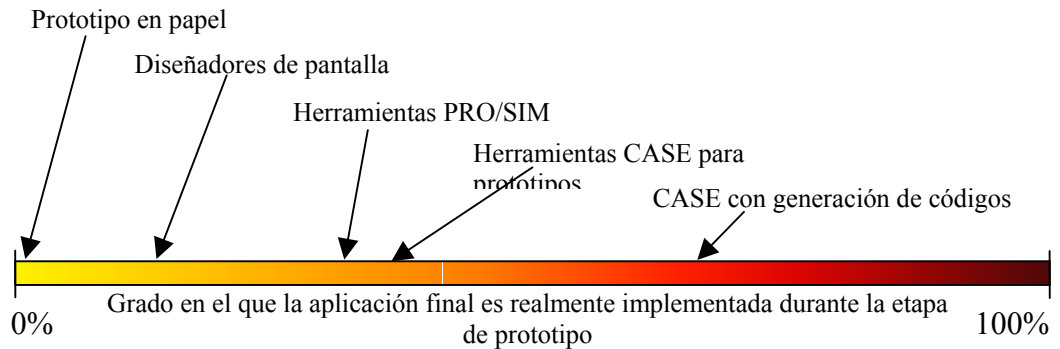 Prototipo en papel
Diseñadores de pantalla
Herramientas PRO/SIM
Herramientas CASE para
prototipos
CASE con generación de códigos
Grado en el que la aplicación final es realmente implementada durante la etapa
de prototipo
0%
100%